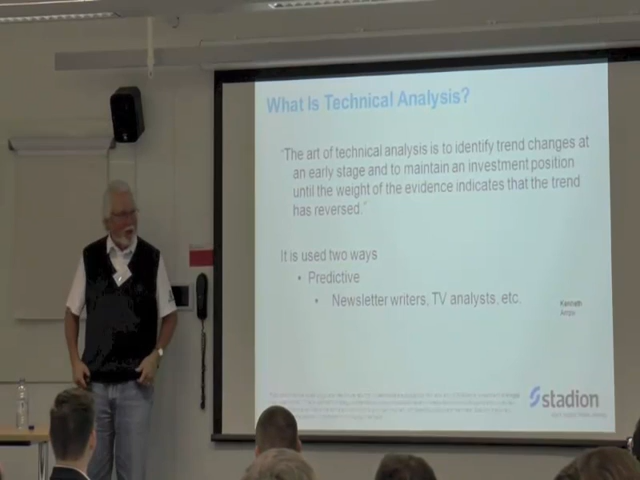 What Is Technical Analysis?
"The art of technical analysis is to identify trend changes at
an early stage and to maintain an investment position
until the weight of the evidence indicates that the trend
has reversed."
It is used two ways
• Predictive
• Newsletter writers, TV analysts, etc.
Kenneth
stadion